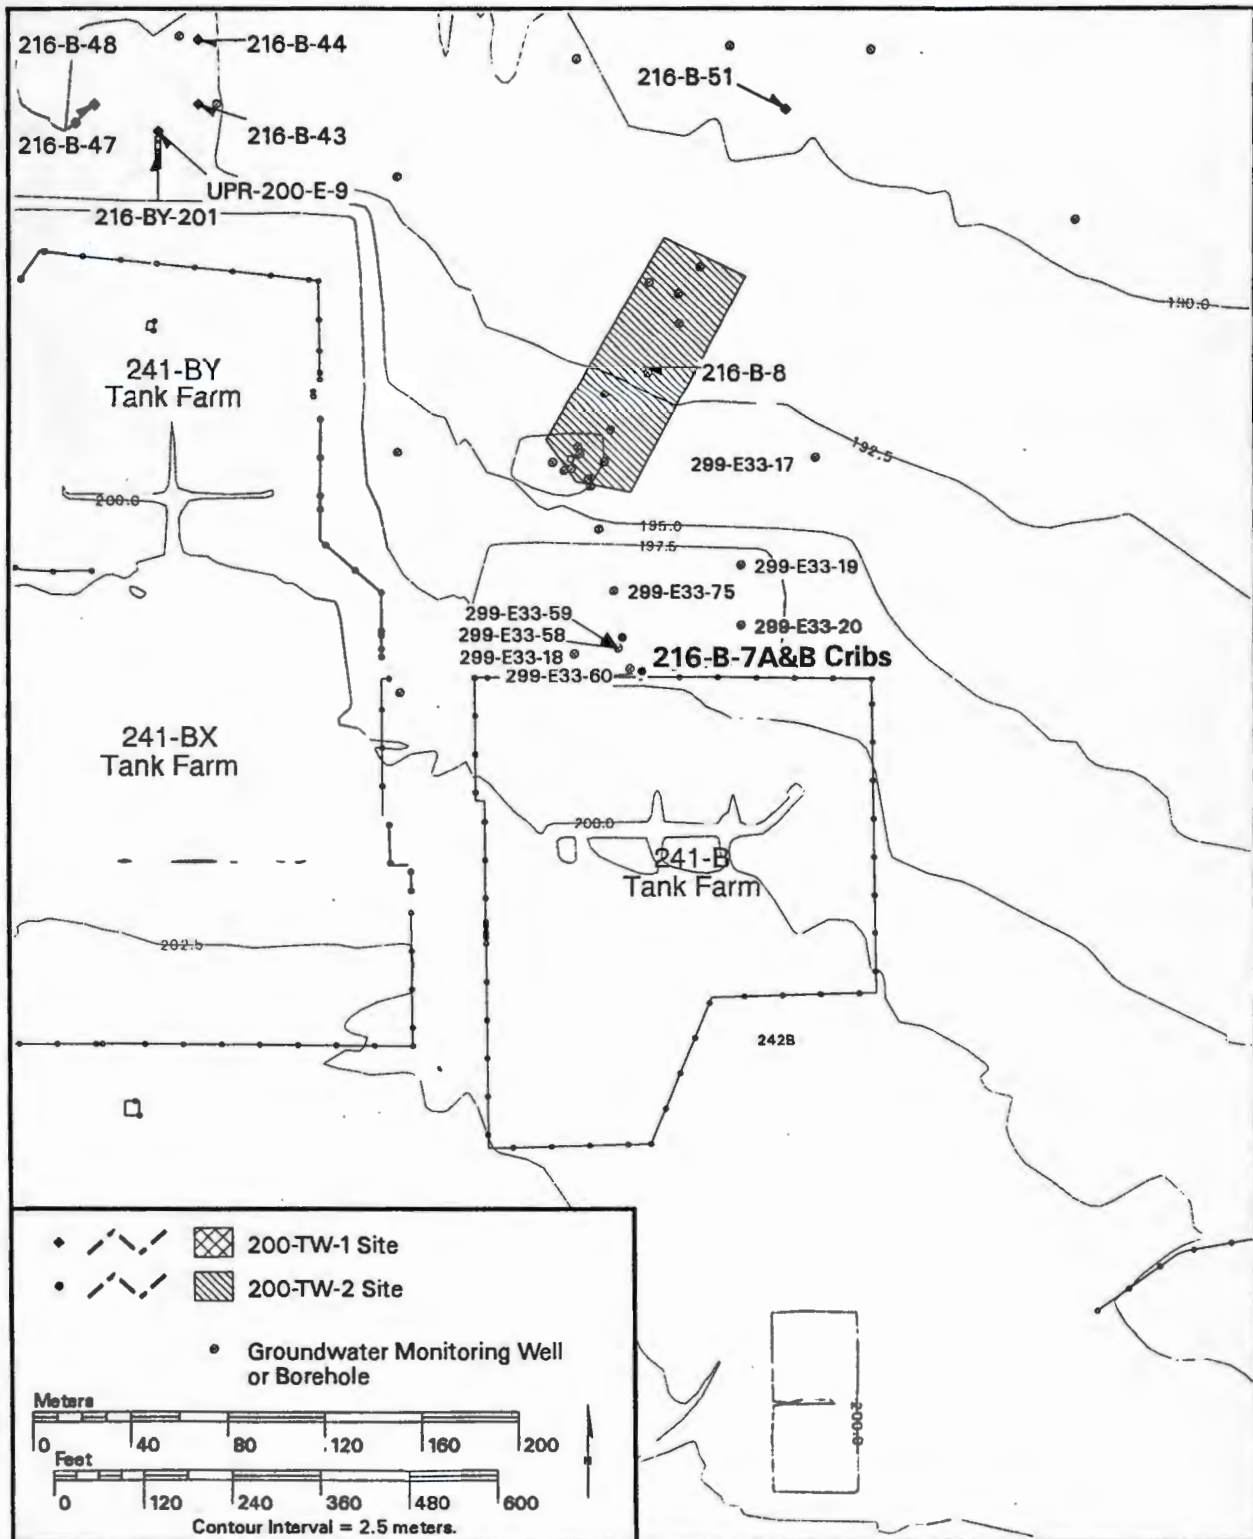 216-B-48
216-B-44
216-B-51
216-B-47
216-B-43
UPR-200-E-9
216-BY-201
190.0
241-BY
Tank Farm
216-B-8
192.5
299-E33-17
200.0
195.0
197.5
299-E33-19
299-E33-75
299-E33-59
299-E33-58
299-E33-20
299-E33-18
216-B-7A&B Cribs
299-E33-60
241-BX
Tank Farm
200.0
241-B
Tank Farm
202.5
242B
200-TW-1 Site
200-TW-2 Site
Groundwater Monitoring Well
or Borehole
Meters
0 40 80 120 160 200
Feet
0 120 240 360 480 600
Contour Interval = 2.5 meters.
200.0